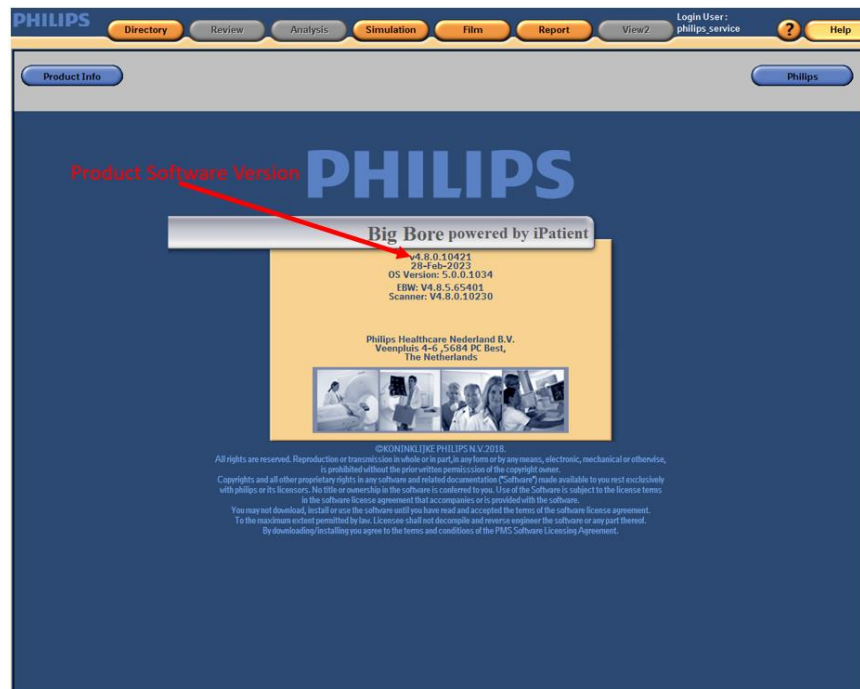 PHILIPS
Directory
Review
Analysis
Simulation
Film
Report
View2
Login User :
philips_service
?
Help
Product Info
Philips
Product Software Version
PHILIPS
Big Bore powered by iPatient
v4.8.0.10421
28-Feb-2023
OS Version: 5.0.0.1034
EBW: V4.8.5.65401
Scanner: V4.8.0.10230
Philips Healthcare Nederland B.V.
Veenpluis 4-6 ,5684 PC Best,
The Netherlands
©KONINKLIJKE PHILIPS N.V.2018.
All rights are reserved. Reproduction or transmission in whole or in part,in any form or by any means, electronic, mechanical or otherwise,
is prohibited without the prior written permisssion of the copyright owner.
Copyrights and all other proprietary rights in any software and related documentation ("Software") made available to you rest exclusively
with philips or its licensors. No title or ownership in the software is conferred to you. Use of the Software is subject to the license terms
in the software license agreement that accompanies or is provided with the software.
You may not download, install or use the software until you have read and accepted the terms of the software license agreement.
To the maximum extent permitted by law. Licensee shall not decompile and reverse engineer the software or any part thereof.
By downloading/installing you agree to the terms and conditions of the PMS Software Licensing Agreement.